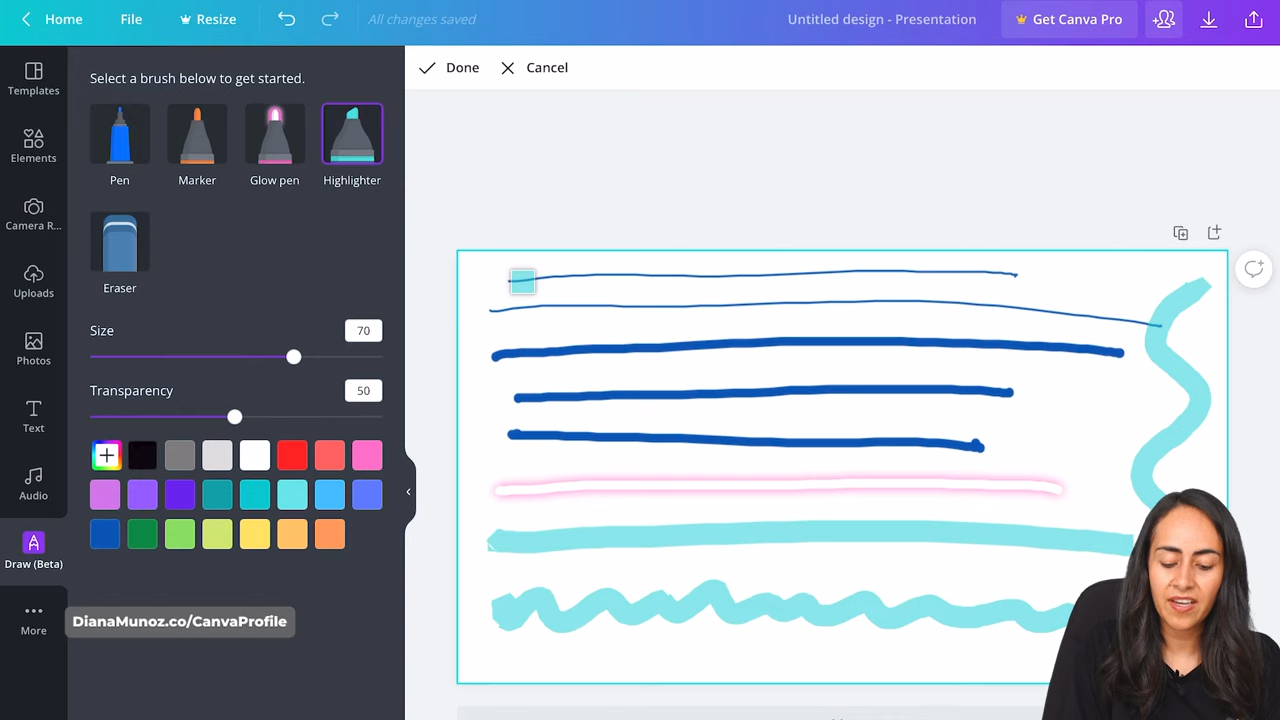 Home File Resize All changes saved Untitled design - Presentation Get Canva Pro
Done Cancel
Templates
Elements
Camera R...
Uploads
Photos
Text
Audio
Draw (Beta)
More
Select a brush below to get started.
Pen Marker Glow pen Highlighter
Eraser
Size 70
Transparency 50
DianaMunoz.co/CanvaProfile